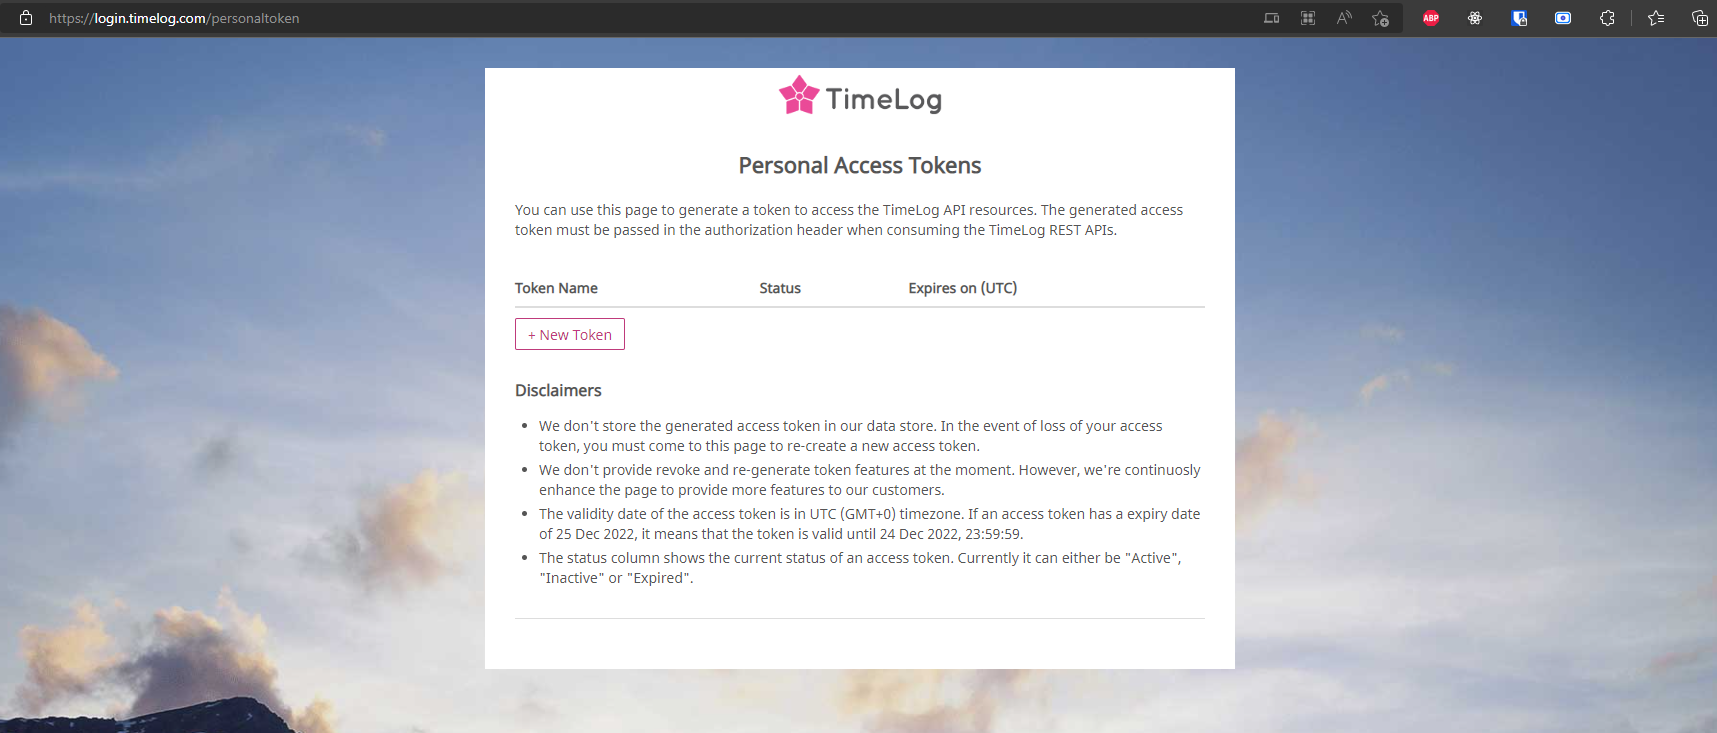 https://login.timelog.com/personaltoken
ABP
TimeLog
Personal Access Tokens
You can use this page to generate a token to access the TimeLog API resources. The generated access
token must be passed in the authorization header when consuming the TimeLog REST APIs.
Token Name Status Expires on (UTC)
+ New Token
Disclaimers
We don't store the generated access token in our data store. In the event of loss of your access
token, you must come to this page to re-create a new access token.
We don't provide revoke and re-generate token features at the moment. However, we're continuosly
enhance the page to provide more features to our customers.
The validity date of the access token is in UTC (GMT+0) timezone. If an access token has a expiry date
of 25 Dec 2022, it means that the token is valid until 24 Dec 2022, 23:59:59.
The status column shows the current status of an access token. Currently it can either be "Active",
"Inactive" or "Expired".